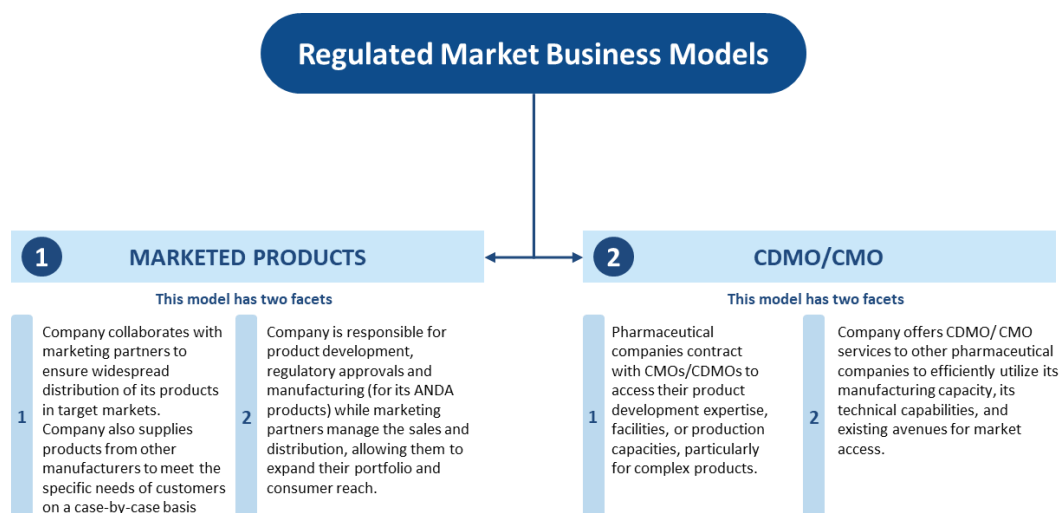 Regulated Market Business Models
1
MARKETED PRODUCTS
This model has two facets
1
Company collaborates with
marketing partners to
ensure widespread
distribution of its products
in target markets.
Company also supplies
products from other
manufacturers to meet the
specific needs of customers
on a case-by-case basis
2
Company is responsible for
product development,
regulatory approvals and
manufacturing (for its ANDA
products) while marketing
partners manage the sales and
distribution, allowing them to
expand their portfolio and
consumer reach.
2
CDMO/CMO
This model has two facets
1
Pharmaceutical
companies contract
with CMOs/CDMOs to
access their product
development expertise,
facilities, or production
capacities, particularly
for complex products.
2
Company offers CDMO/ CMO
services to other pharmaceutical
companies to efficiently utilize its
manufacturing capacity, its
technical capabilities, and
existing avenues for market
access.